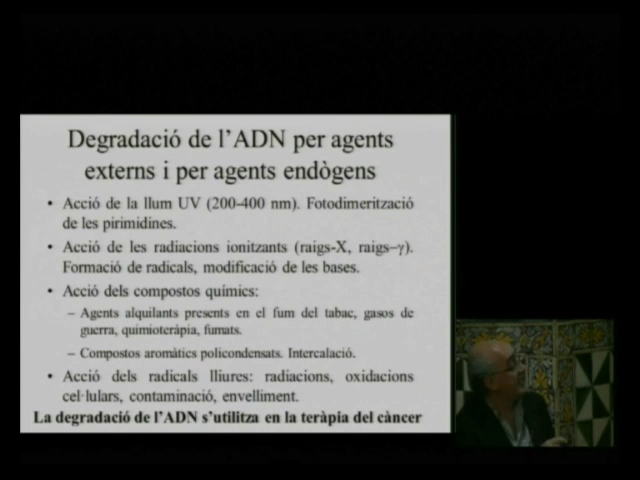 Degradació de l'ADN per agents
externs i per agents endògens
• Acció de la llum UV (200-400 nm). Fotodimerització
de les pirimidines.
• Acció de les radiacions ionitzants (raigs-X, raigs–γ).
Formació de radicals, modificació de les bases.
• Acció dels compostos químics:
– Agents alquilants presents en el fum del tabac, gasos de
guerra, quimioteràpia, fumats.
– Compostos aromàtics policondensats. Intercalació.
• Acció dels radicals lliures: radiacions, oxidacions
cel·lulars, contaminació, envelliment.
La degradació de l'ADN s'utilitza en la teràpia del càncer